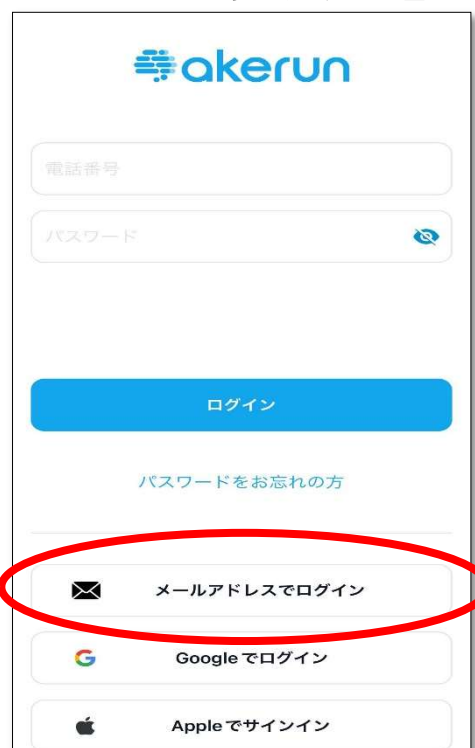 akerun
電話番号
パスワード
ログイン
パスワードをお忘れの方
メールアドレスでログイン
Googleでログイン
Appleでサインイン